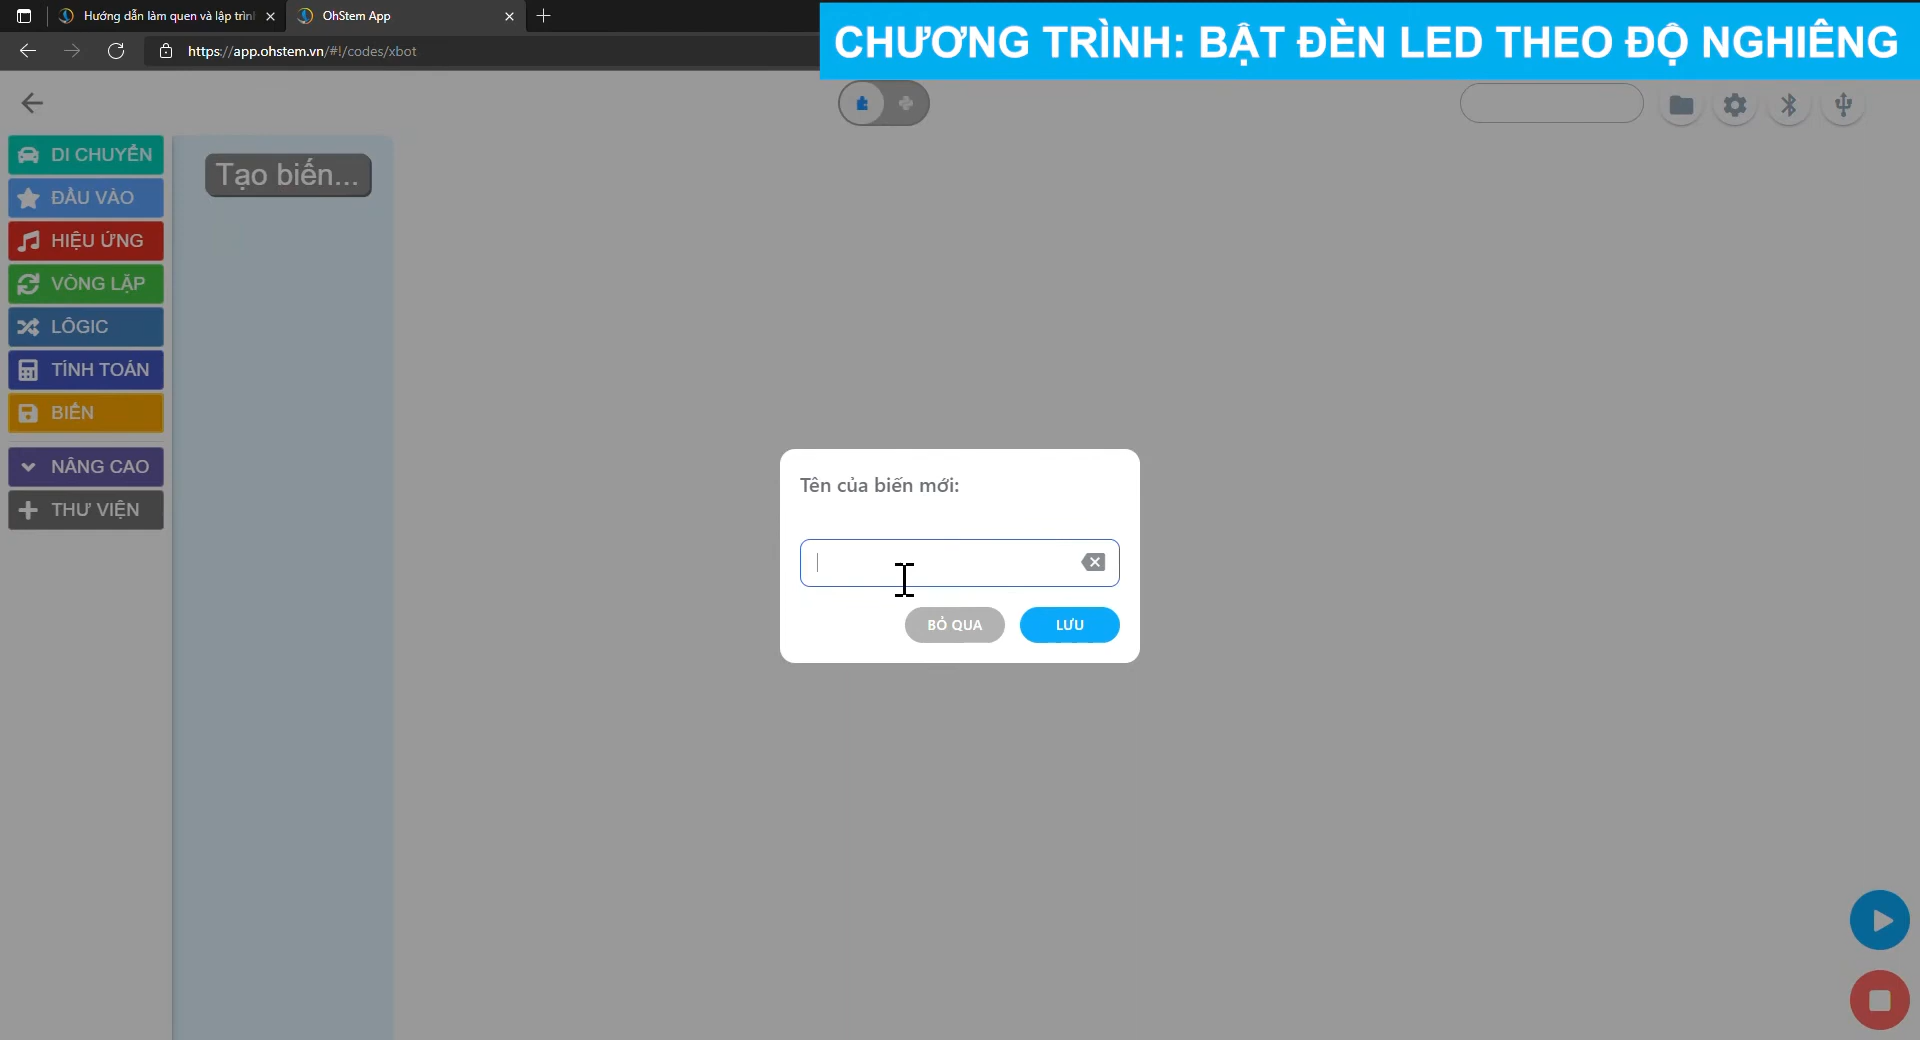 Hướng dẫn làm quen và lập trìn
OhStem App
https://app.ohstem.vn/#!/codes/xbot
CHƯƠNG TRÌNH: BẬT ĐÈN LED THEO ĐỘ NGHIÊNG
DI CHUYỂN
ĐẦU VÀO
HIỆU ỨNG
VÒNG LẶP
LÔGIC
TÍNH TOÁN
BIẾN
NÂNG CAO
THƯ VIỆN
Tạo biến...
Tên của biến mới:
BỎ QUA
LƯU